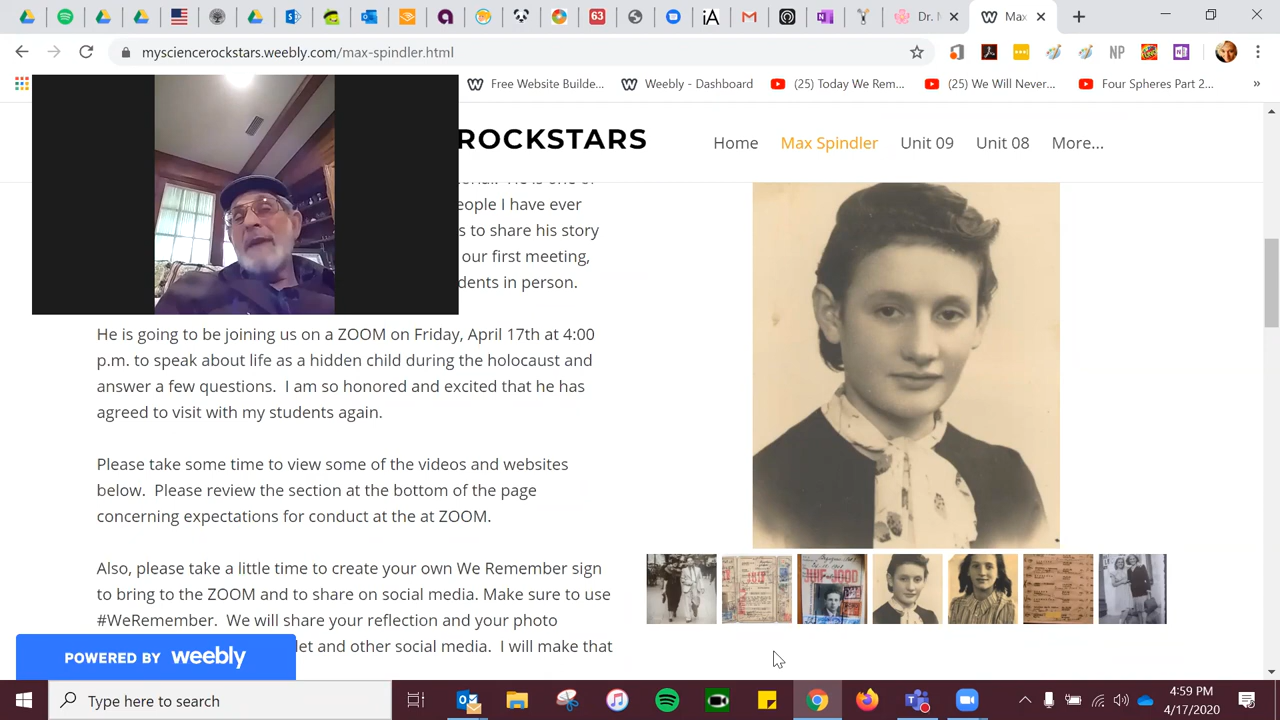 63
iA
Dr. M
Max
mysciencerockstars.weebly.com/max-spindler.html
NP
Free Website Builde...
Weebly - Dashboard
(25) Today We Rem...
(25) We Will Never...
Four Spheres Part 2...
»
ROCKSTARS
Home
Max Spindler
Unit 09
Unit 08
More...
eople I have ever
s to share his story
our first meeting,
dents in person.
He is going to be joining us on a ZOOM on Friday, April 17th at 4:00
p.m. to speak about life as a hidden child during the holocaust and
answer a few questions. I am so honored and excited that he has
agreed to visit with my students again.
Please take some time to view some of the videos and websites
below. Please review the section at the bottom of the page
concerning expectations for conduct at the at ZOOM.
Also, please take a little time to create your own We Remember sign
to bring to the ZOOM and to share on social media. Make sure to use
#WeRemember. We will share your reflection and your photo
let and other social media. I will make that
JUIF-JOOD
POWERED BY weebly
Type here to search
4:59 PM
4/17/2020